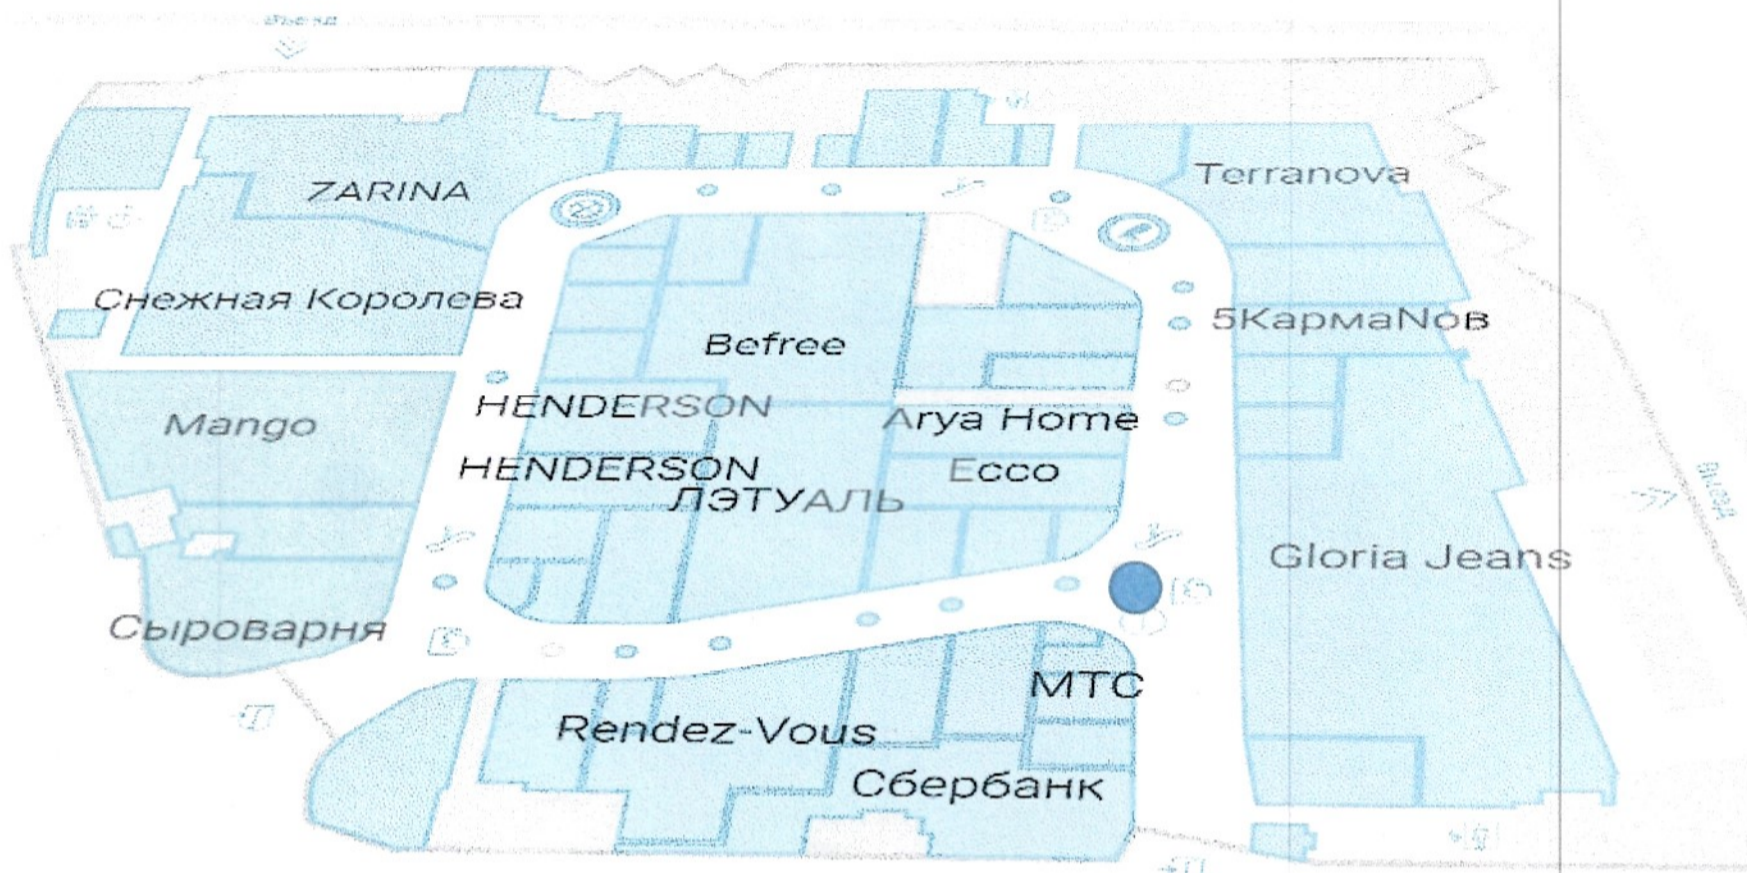 ZARINA
Terranova
Снежная Королева
5КармаNов
Befree
HENDERSON
Mango
Arya Home
HENDERSON
Ecco
ЛЭТУАЛЬ
Gloria Jeans
Выезд
Сыроварня
МТС
Rendez-Vous
Сбербанк